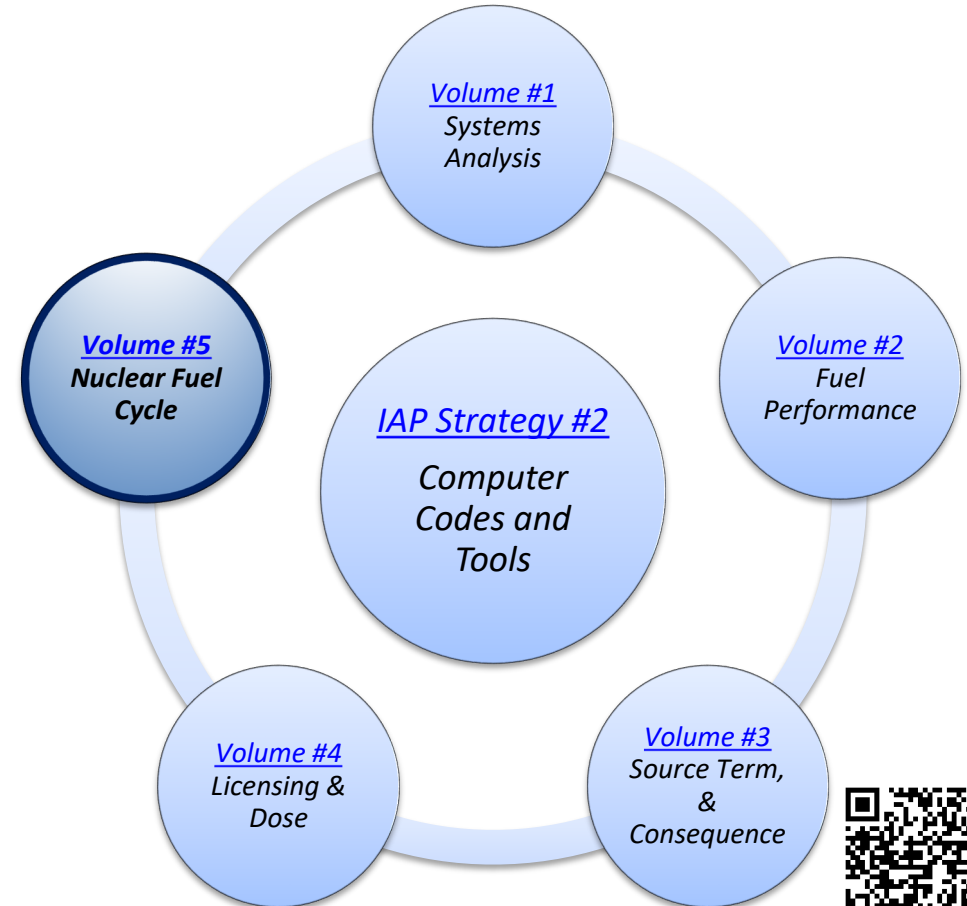 Volume #1
Systems
Analysis
Volume #2
Fuel
Performance
Volume #3
Source Term,
&
Consequence
Volume #4
Licensing &
Dose
Volume #5
Nuclear Fuel
Cycle
IAP Strategy #2
Computer
Codes and
Tools